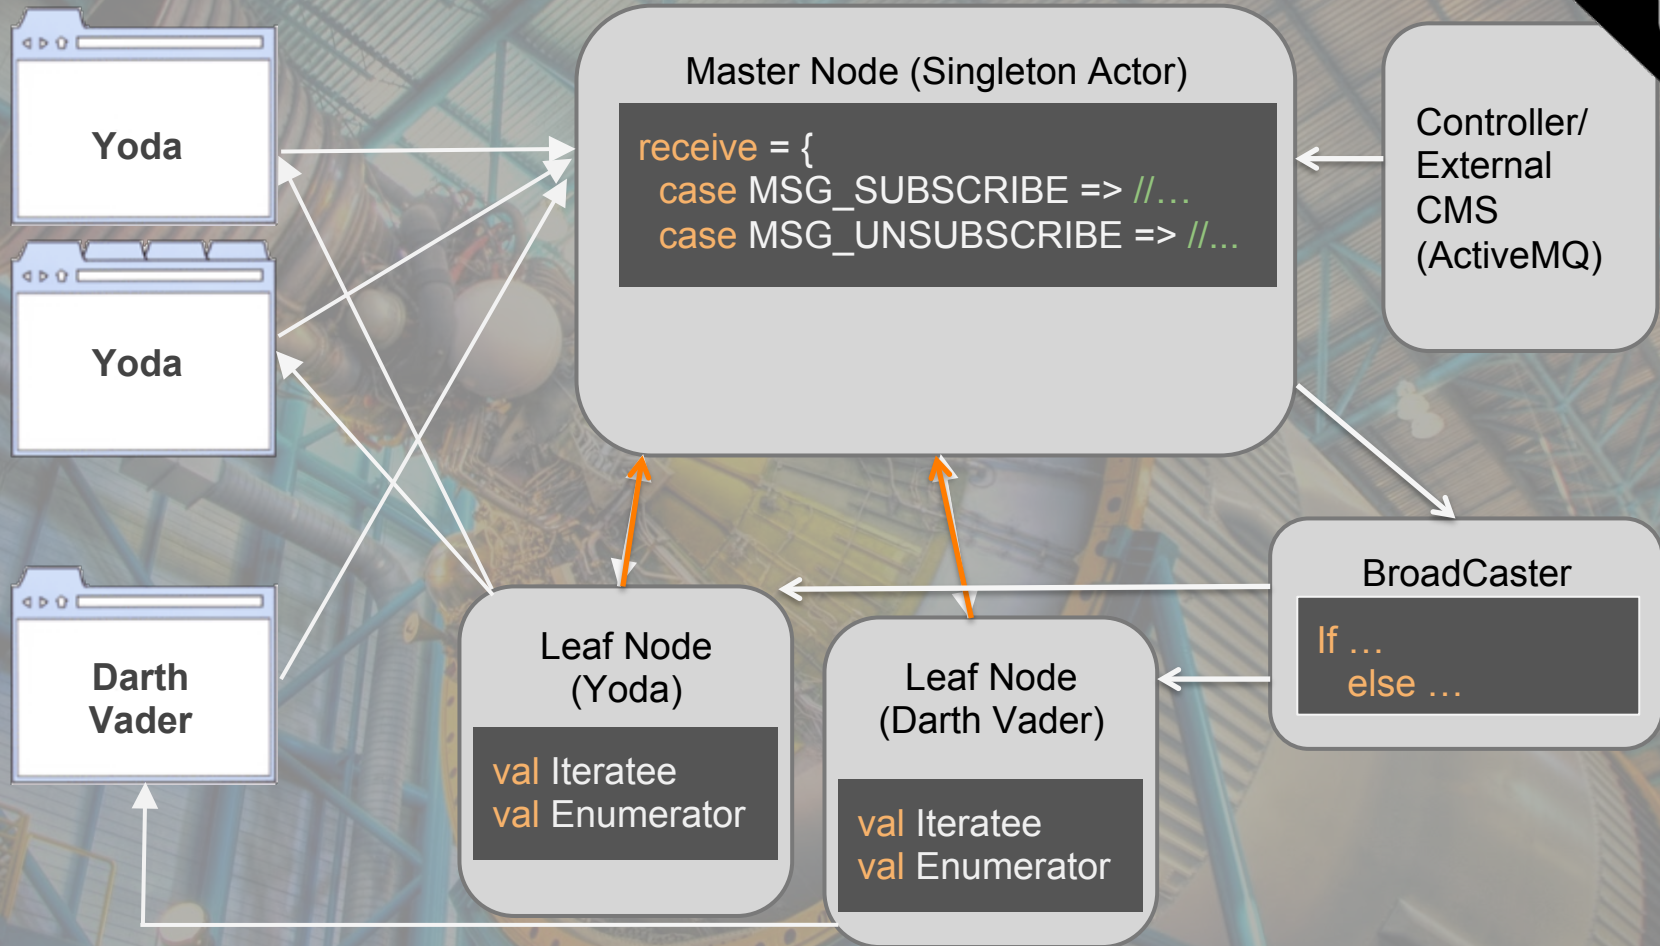 Yoda
Yoda
Darth
Vader
Master Node (Singleton Actor)
receive = {
case MSG_SUBSCRIBE => //…
case MSG_UNSUBSCRIBE => //...
Controller/
External
CMS
(ActiveMQ)
Leaf Node
(Yoda)
val Iteratee
val Enumerator
Leaf Node
(Darth Vader)
val Iteratee
val Enumerator
BroadCaster
If …
else …